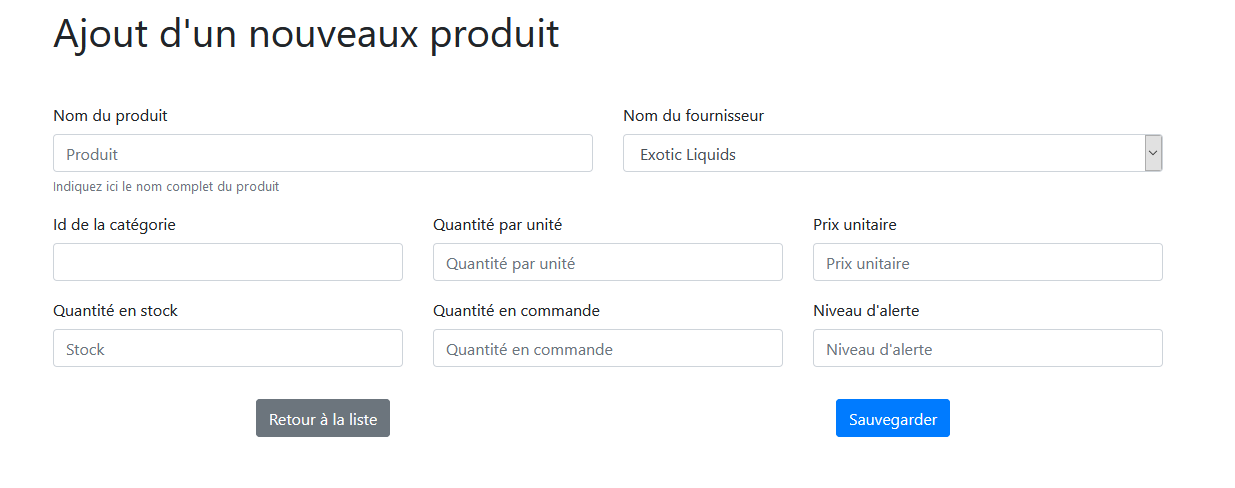 Ajout d'un nouveaux produit
Nom du produit
Nom du fournisseur
Produit
Exotic Liquids
Indiquez ici le nom complet du produit
Id de la catégorie
Quantité par unité
Prix unitaire
Quantité par unité
Prix unitaire
Quantité en stock
Quantité en commande
Niveau d'alerte
Stock
Quantité en commande
Niveau d'alerte
Retour à la liste
Sauvegarder